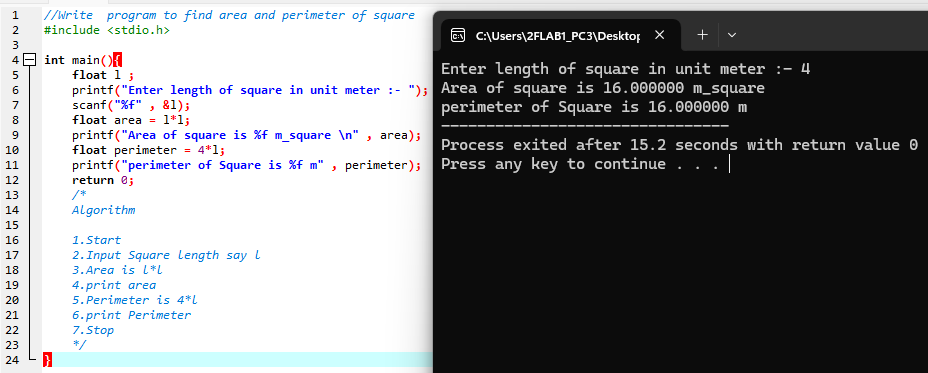 1 //Write  program to find area and perimeter of square
2 #include <stdio.h>
3
4 int main(){
5     float l ;
6     printf("Enter length of square in unit meter :- ");
7     scanf("%f" , &l);
8     float area = l*l;
9     printf("Area of square is %f m_square \n" , area);
10     float perimeter = 4*l;
11     printf("perimeter of Square is %f m" , perimeter);
12     return 0;
13     /*
14     Algorithm
15
16     1.Start
17     2.Input Square length say l
18     3.Area is l*l
19     4.print area
20     5.Perimeter is 4*l
21     6.print Perimeter
22     7.Stop
23     */
24 }
C:\Users\2FLAB1_PC3\Desktop
Enter length of square in unit meter :- 4
Area of square is 16.000000 m_square
perimeter of Square is 16.000000 m
--------------------------------
Process exited after 15.2 seconds with return value 0
Press any key to continue . . .